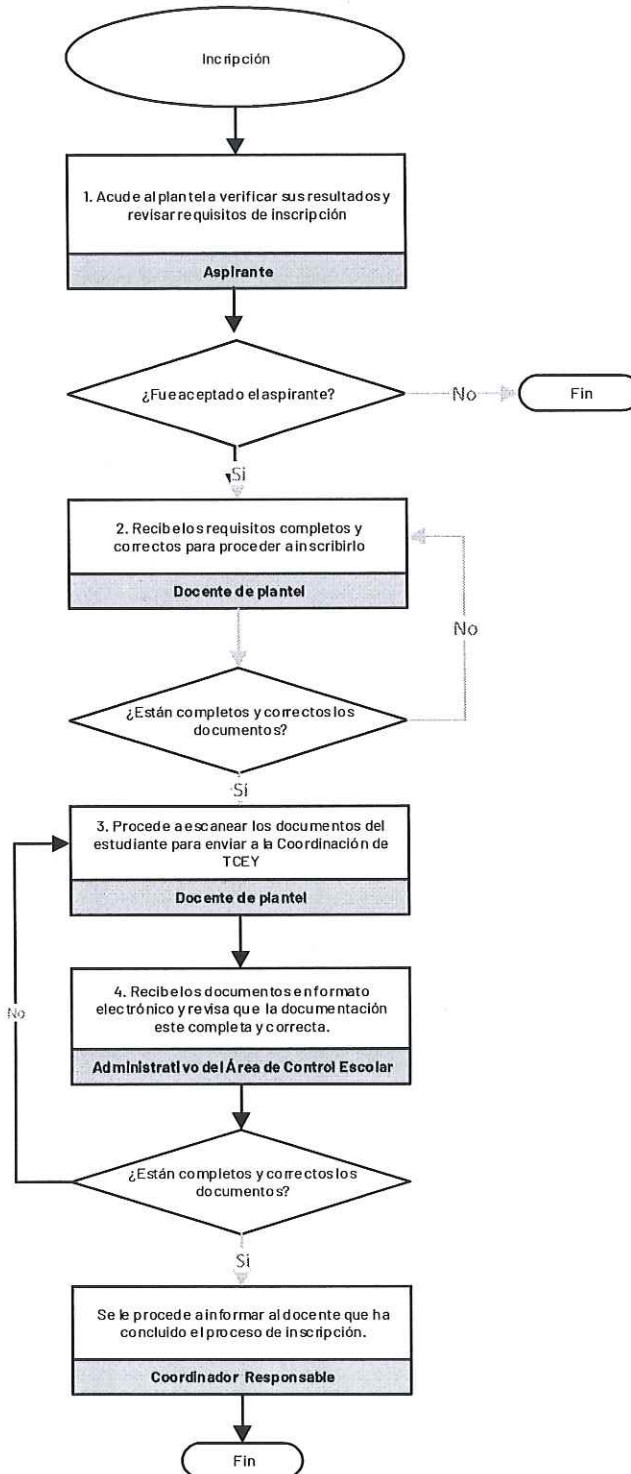 Incripción
1. Acude al plantel a verificar sus resultados y
revisar requisitos de inscripción
Aspirante
¿Fue aceptado el aspirante?
No
Fin
Si
2. Recibe los requisitos completos y
correctos para proceder a inscribirlo
Docente de plantel
No
¿Están completos y correctos los
documentos?
Si
3. Procede a escanear los documentos del
estudiante para enviar a la Coordinación de
TCEY
Docente de plantel
4. Recibe los documentos en formato
electrónico y revisa que la documentación
este completa y correcta.
Administrativo del Área de Control Escolar
No
¿Están completos y correctos los
documentos?
Si
Se le procede a informar al docente que ha
concluido el proceso de inscripción.
Coordinador Responsable
Fin